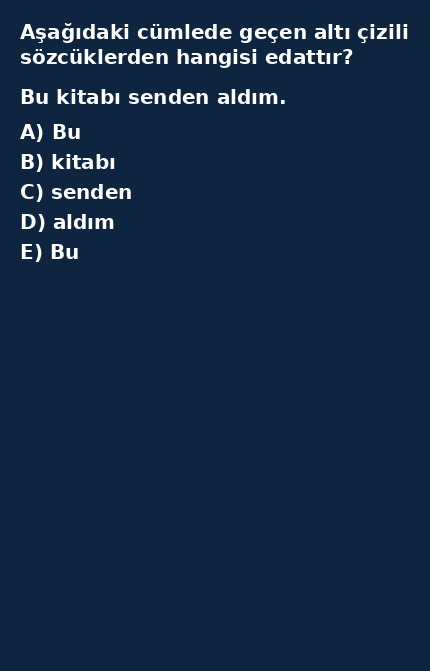 Aşağıdaki cümlede geçen altı çizili
sözcüklerden hangisi edattır?
Bu kitabı senden aldım.
A) Bu
B) kitabı
C) senden
D) aldım
E) Bu